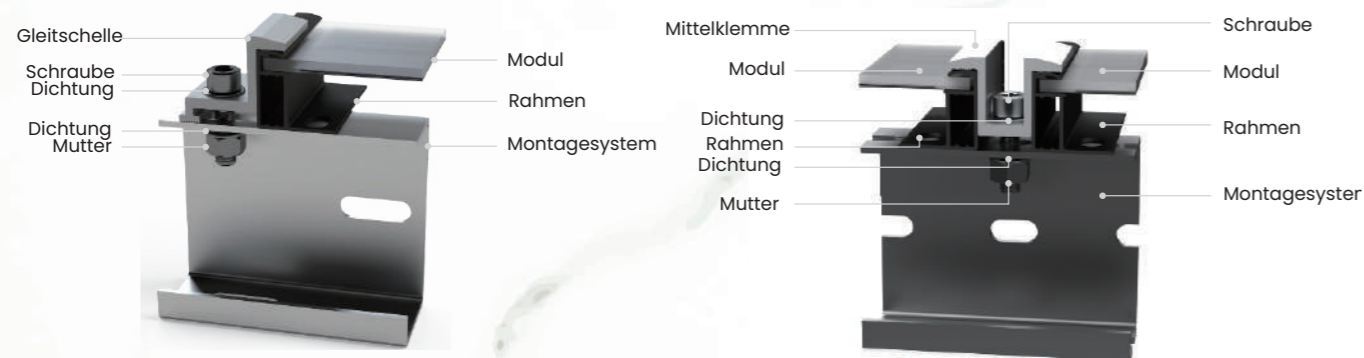 Gleitschelle
Schraube
Dichtung
Dichtung
Mutter
Modul
Rahmen
Montagesystem
Mittelklemme
Modul
Dichtung
Rahmen
Dichtung
Mutter
Schraube
Modul
Rahmen
Montagesyster